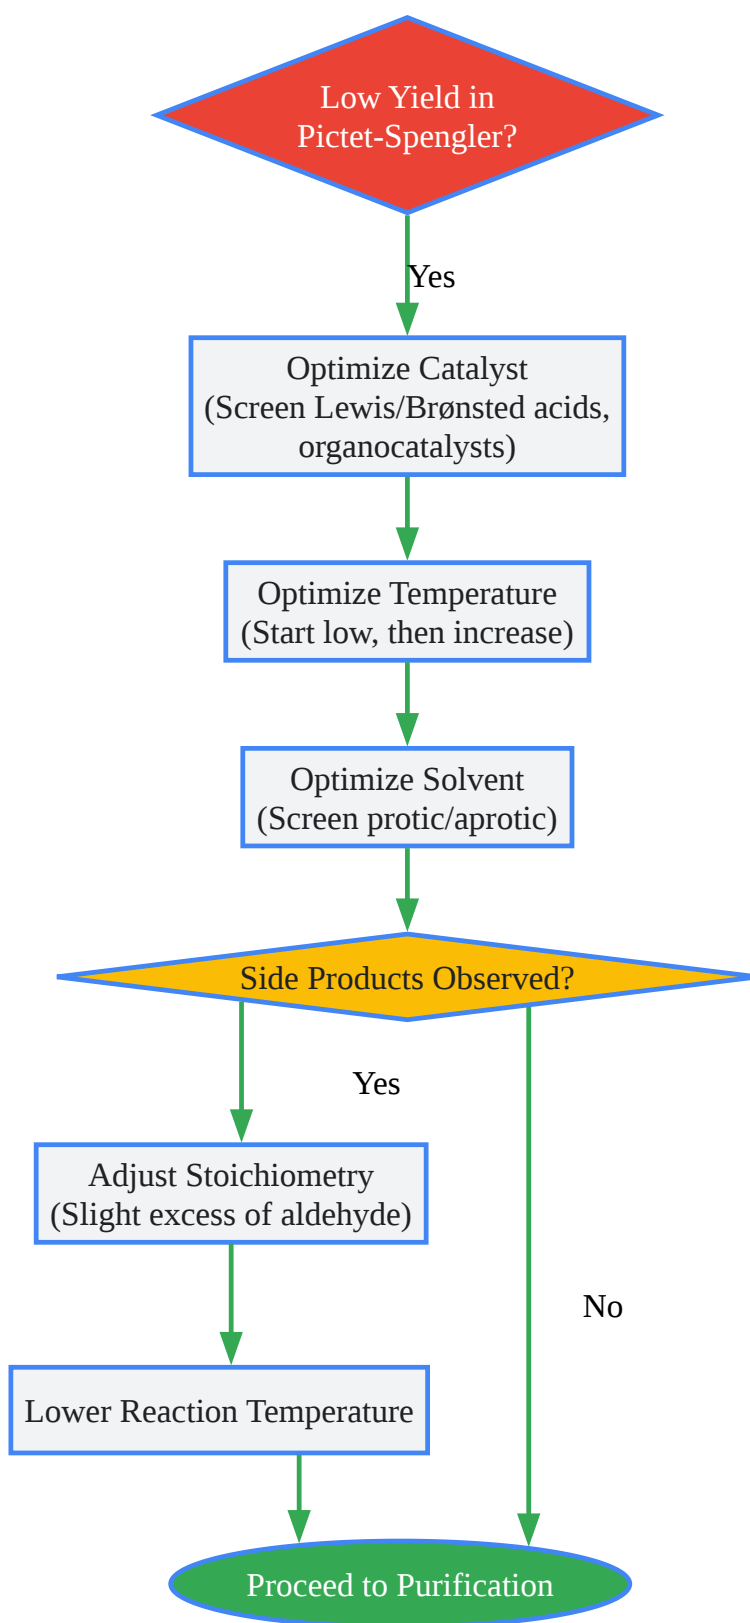 Low Yield in
Pictet-Spengler?
Yes
Optimize Catalyst
(Screen Lewis/Brønsted acids,
organocatalysts)
Optimize Temperature
(Start low, then increase)
Optimize Solvent
(Screen protic/aprotic)
Side Products Observed?
Yes
Adjust Stoichiometry
(Slight excess of aldehyde)
No
Lower Reaction Temperature
Proceed to Purification